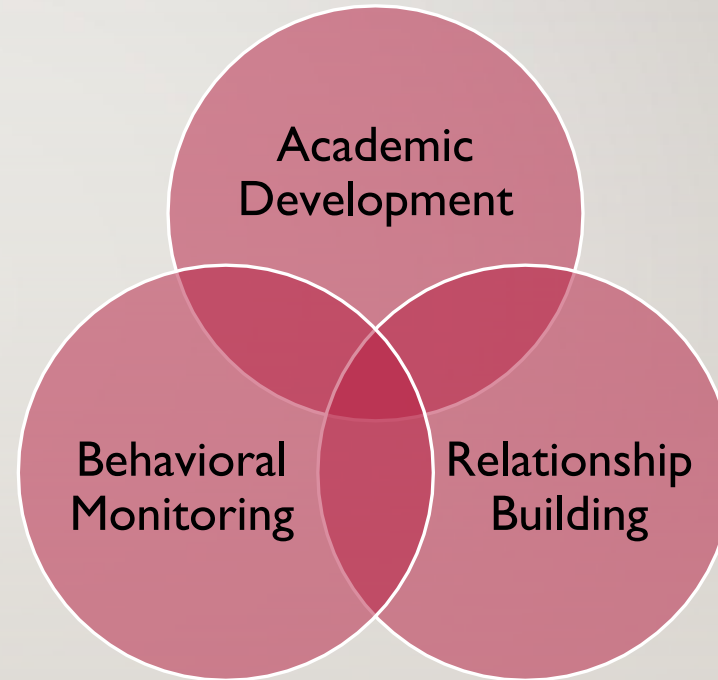 Academic
Development
Behavioral
Monitoring
Relationship
Building